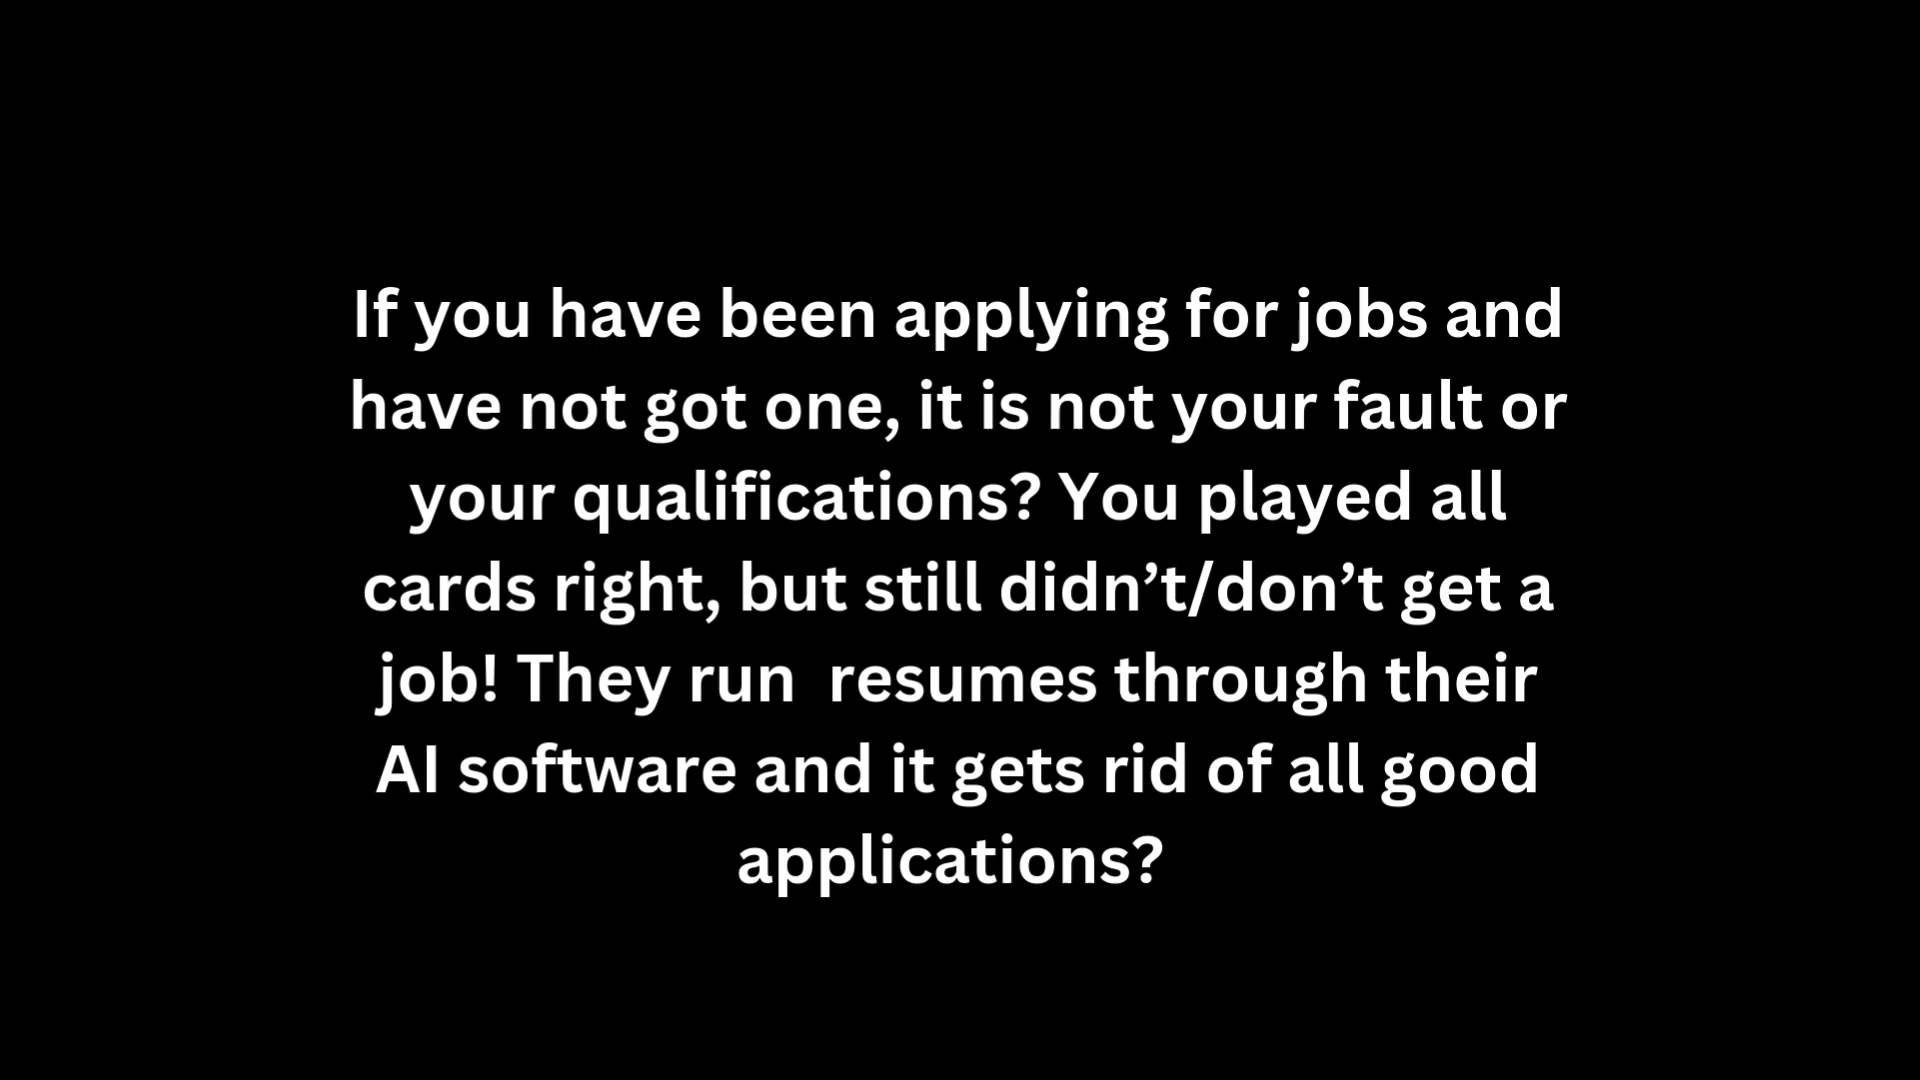 If you have been applying for jobs and
have not got one, it is not your fault or
your qualifications? You played all
cards right, but still didn’t/don’t get a
job! They run  resumes through their
AI software and it gets rid of all good
applications?